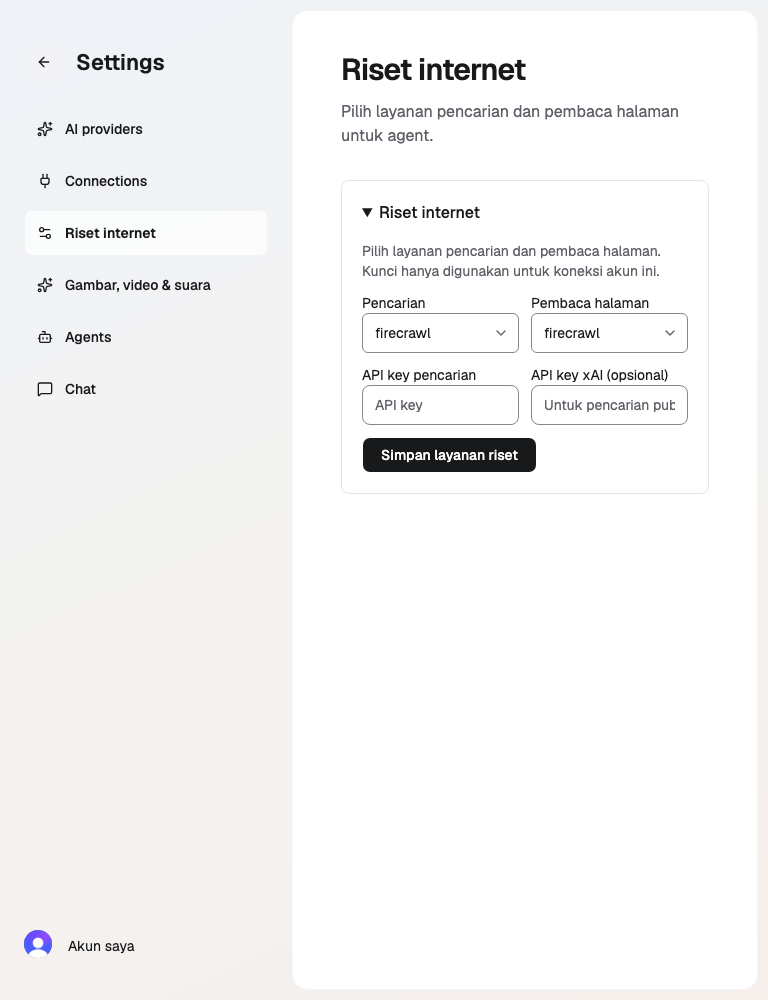 Settings
AI providers
Connections
Riset internet
Gambar, video & suara
Agents
Chat
Akun saya
Riset internet
Pilih layanan pencarian dan pembaca halaman
untuk agent.
Riset internet
Pilih layanan pencarian dan pembaca halaman.
Kunci hanya digunakan untuk koneksi akun ini.
Pencarian
Pembaca halaman
firecrawl
firecrawl
API key pencarian
API key xAI (opsional)
API key
Untuk pencarian pub
Simpan layanan riset